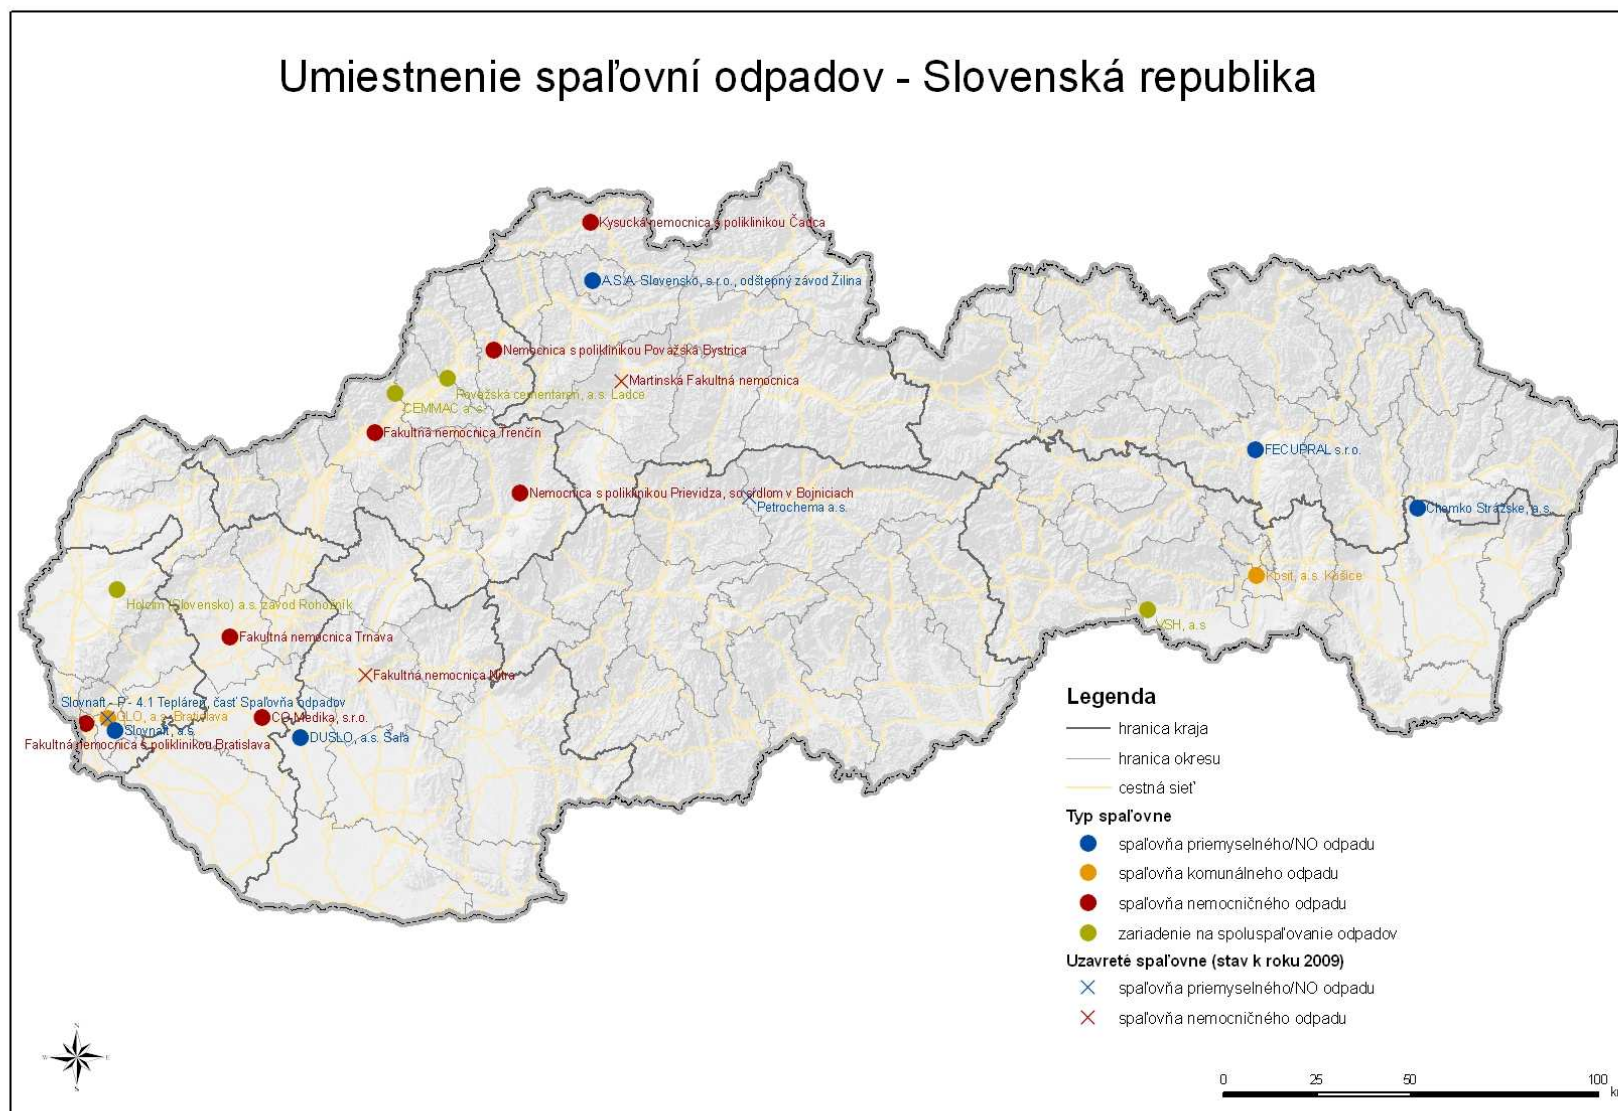 Umiestnenie spaľovní odpadov - Slovenská republika
Kysucká nemocnica s poliklinikou Čadca
A.S.A. Slovensko, s.r.o., odštepný závod Žilina
Nemocnica s poliklinikou Považská Bystrica
Martinská Fakultná nemocnica
Považská cementáreň, a.s. Ladce
CEMMAC a.s.
Fakultná nemocnica Trenčín
FECUPRAL s.r.o.
Nemocnica s poliklinikou Prievidza, so sídlom v Bojniciach
Petrochema a.s.
Chemko Strážske, a.s.
Kosit, a.s. Košice
Holcim (Slovensko) a.s. závod Rohožník
VSH, a.s
Fakultná nemocnica Trnava
Fakultná nemocnica Nitra
Slovnaft - P - 4.1 Tepláreň, časť Spaľovňa odpadov
OLO, a.s. Bratislava
CO-Medika, s.r.o.
Slovnaft, a.s.
DUSLO, a.s. Šaľa
Fakultná nemocnica s poliklinikou Bratislava
Legenda
hranica kraja
hranica okresu
cestná sieť
Typ spaľovne
spaľovňa priemyselného/NO odpadu
spaľovňa komunálneho odpadu
spaľovňa nemocničného odpadu
zariadenie na spoluspaľovanie odpadov
Uzavreté spaľovne (stav k roku 2009)
spaľovňa priemyselného/NO odpadu
spaľovňa nemocničného odpadu
N
W E
S
0 25 50 100
km